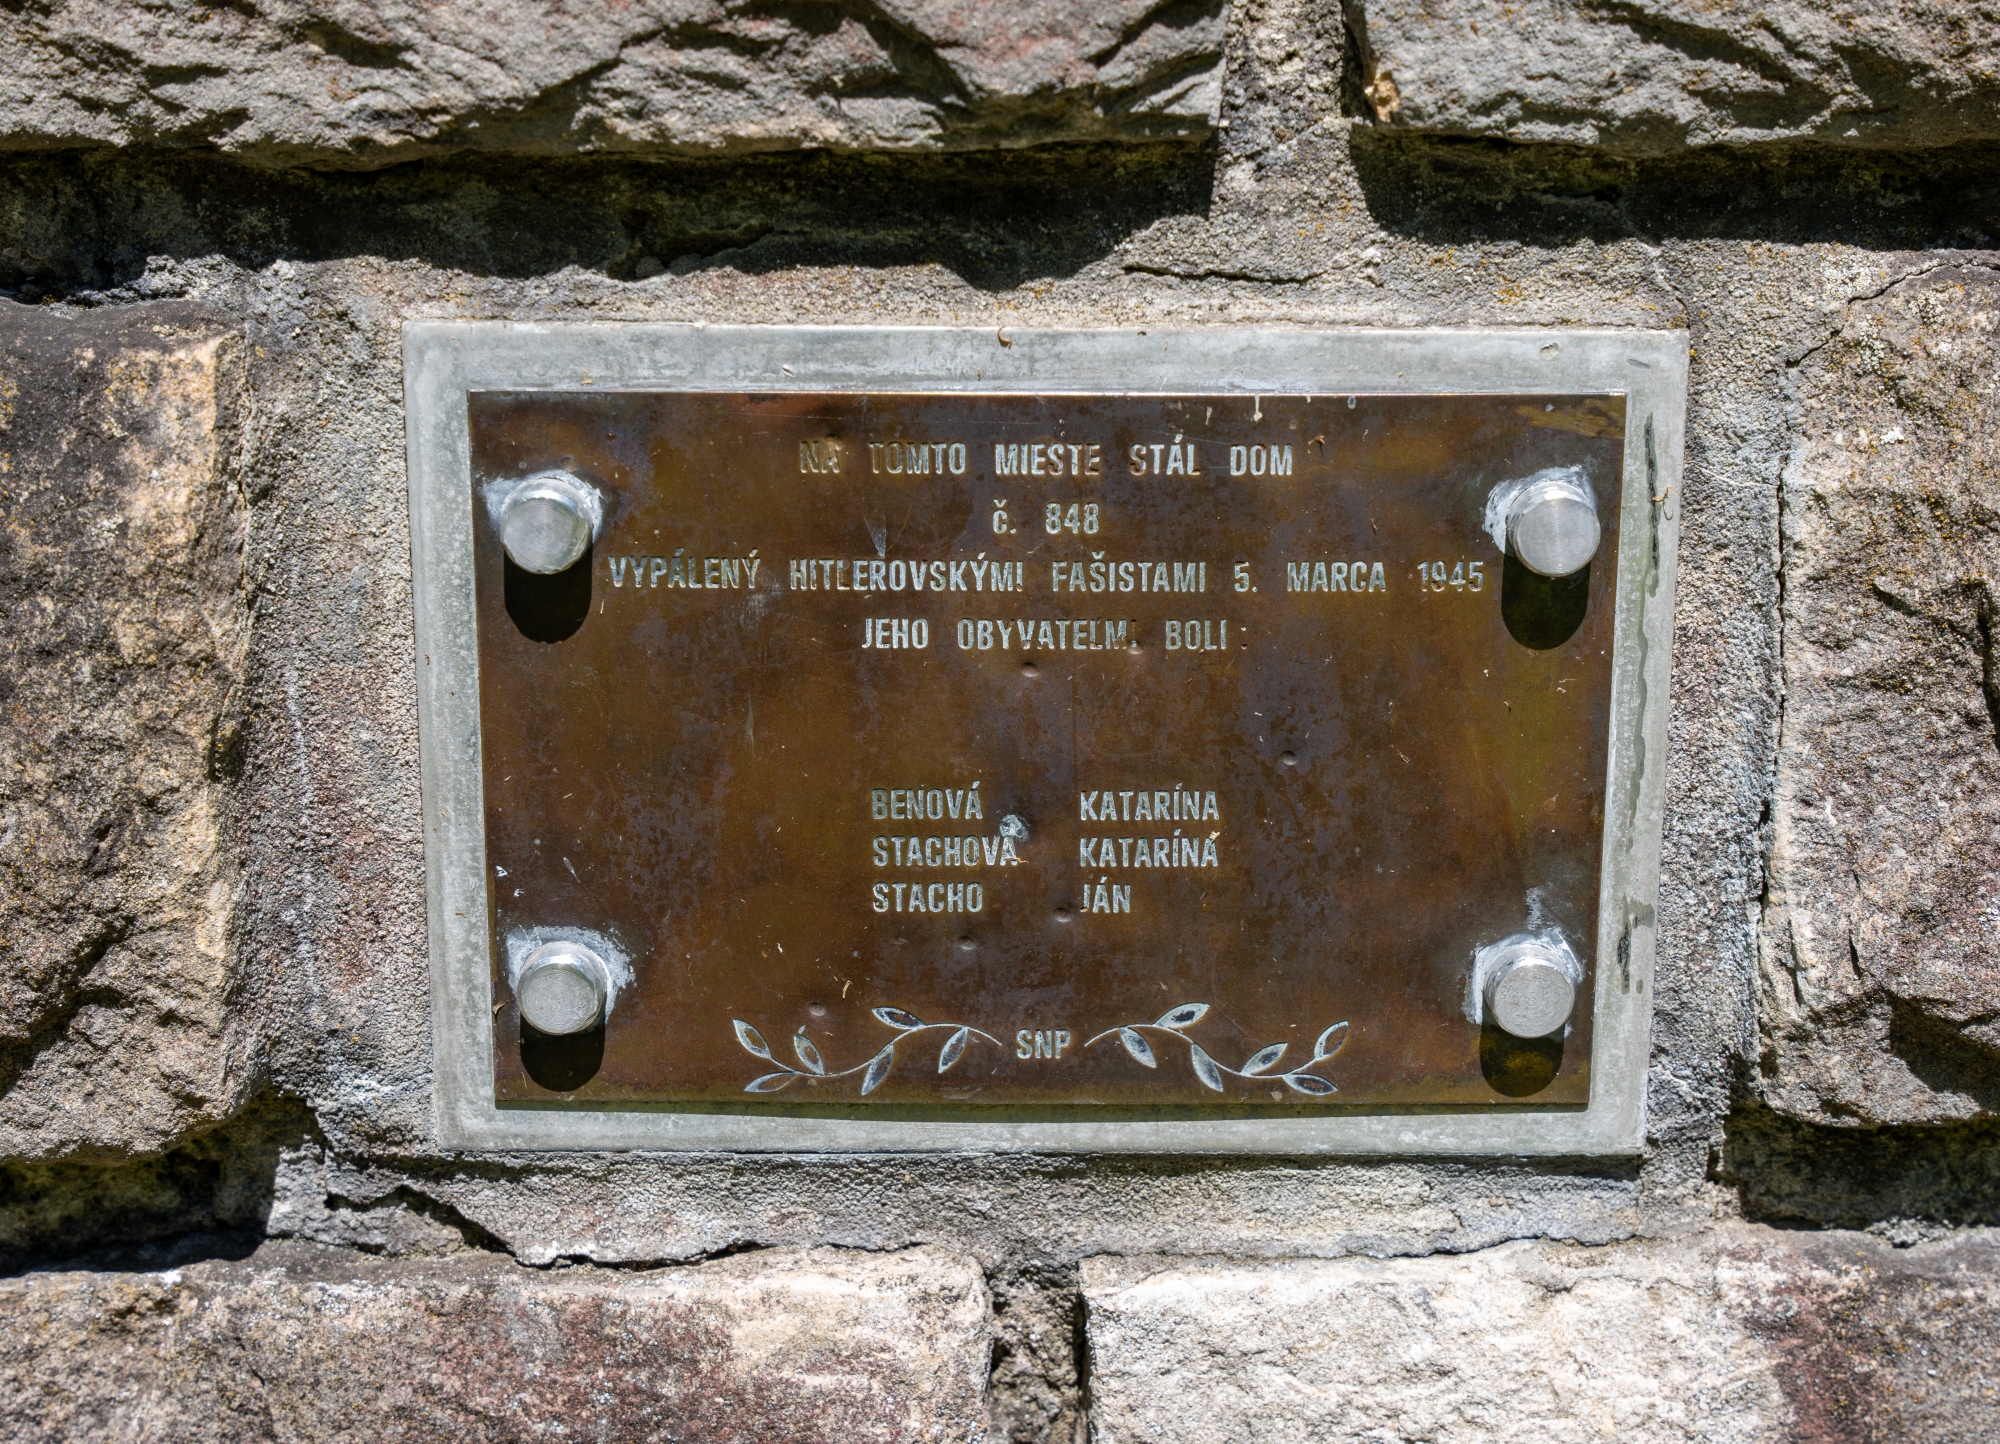 NA TOMTO MIESTE STÁL DOM
č. 848
VYPÁLENÝ HITLEROVSKÝMI FAŠISTAMI 5. MARCA 1945
JEHO OBYVATEĽMI BOLI:
BENOVÁ KATARÍNA
STACHOVÁ KATARÍNA
STACHO JÁN
SNP